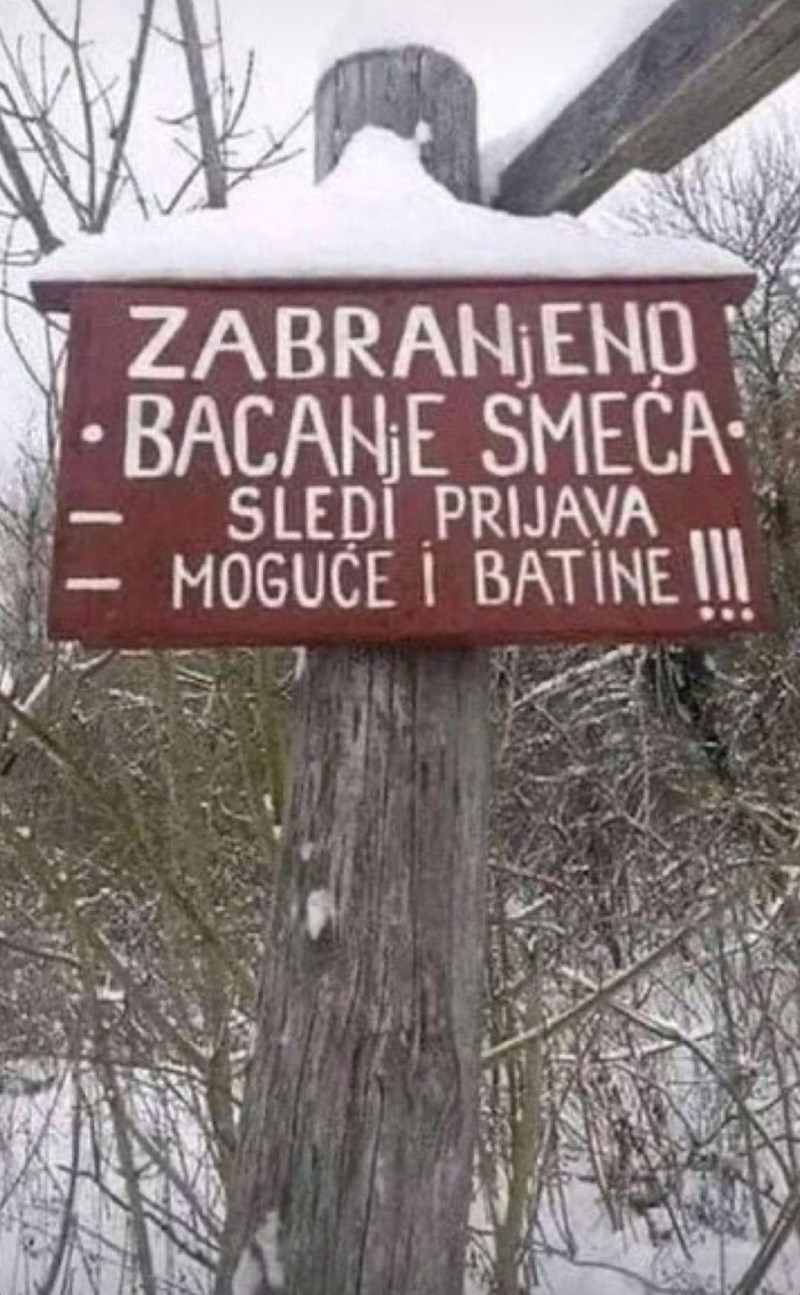 ZABRANjENO
• BACANjE SMEĆA •
— SLEDI PRIJAVA
— MOGUĆE i BATiNE !!!